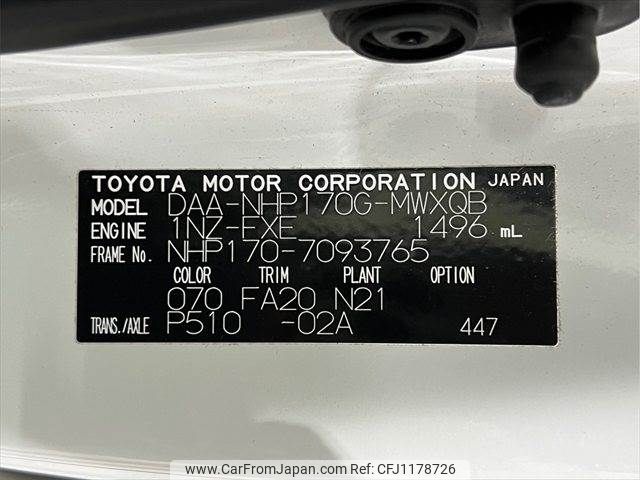 TOYOTA MOTOR CORPORATION JAPAN
MODEL DAA-NHP170G-MWXQB
ENGINE 1NZ-FXE 1496 mL
FRAME No. NHP170-7093765
COLOR TRIM PLANT OPTION
070 FA20 N21
TRANS./AXLE P510 -02A 447
www.CarFromJapan.com - CFJ1178726